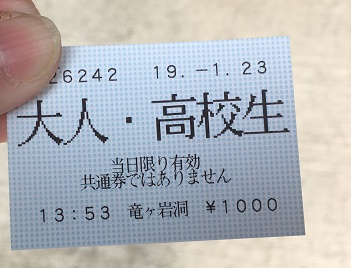 26242 19.-1.23
大人・高校生
当日限り有効
共通券ではありません
13:53 竜ヶ岩洞 ¥1000